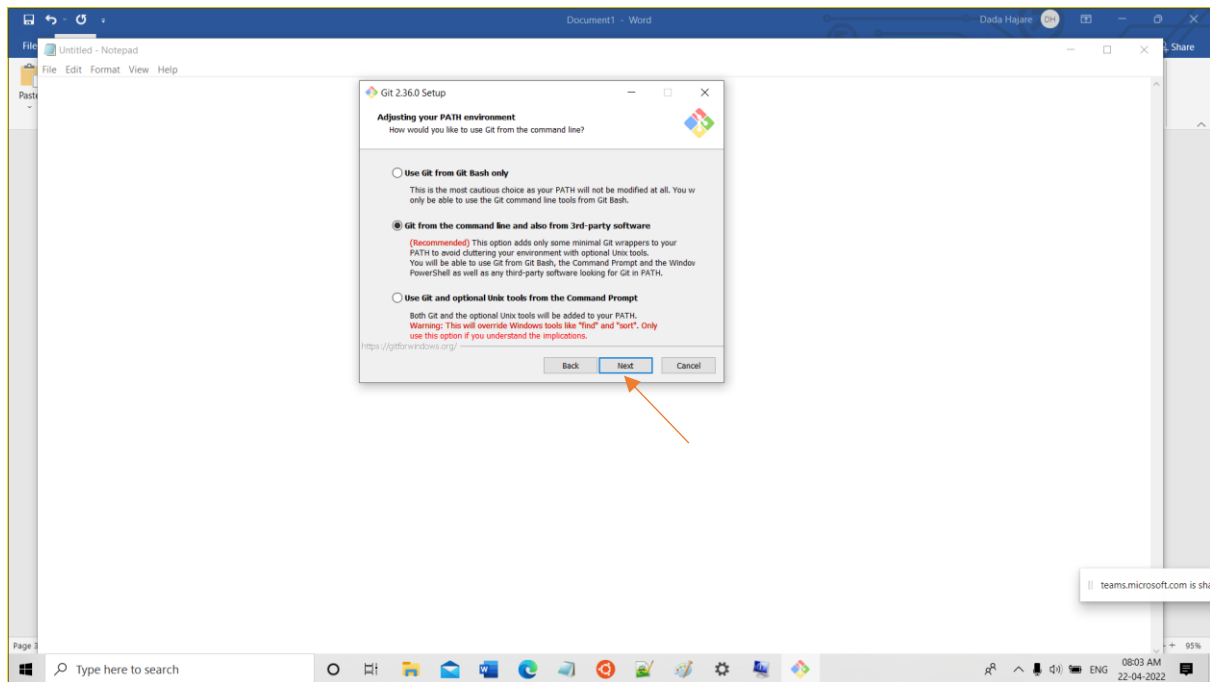 Document1 - Word
Dada Hajare
DH
File
Share
Paste
Untitled - Notepad
File Edit Format View Help
Git 2.36.0 Setup
Adjusting your PATH environment
How would you like to use Git from the command line?
Use Git from Git Bash only
This is the most cautious choice as your PATH will not be modified at all. You w
only be able to use the Git command line tools from Git Bash.
Git from the command line and also from 3rd-party software
(Recommended) This option adds only some minimal Git wrappers to your
PATH to avoid cluttering your environment with optional Unix tools.
You will be able to use Git from Git Bash, the Command Prompt and the Window
PowerShell as well as any third-party software looking for Git in PATH.
Use Git and optional Unix tools from the Command Prompt
Both Git and the optional Unix tools will be added to your PATH.
Warning: This will override Windows tools like "find" and "sort". Only
use this option if you understand the implications.
https://gitforwindows.org/
Back Next Cancel
teams.microsoft.com is sha
Page 3
95%
Type here to search
ENG
08:03 AM
22-04-2022